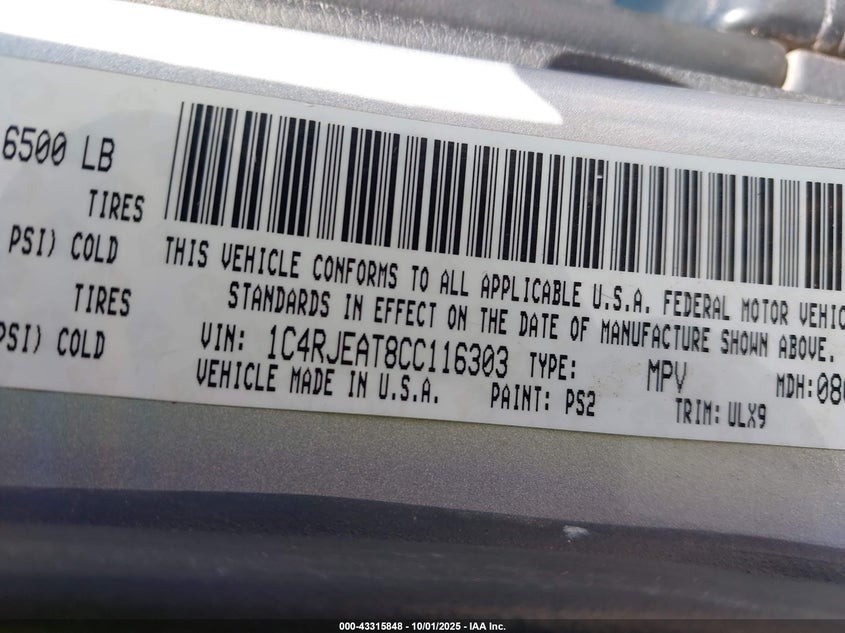 6500 LB
TIRES
PSI) COLD
TIRES
PSI) COLD
THIS VEHICLE CONFORMS TO ALL APPLICABLE U.S.A. FEDERAL MOTOR
STANDARDS IN EFFECT ON THE DATE OF MANUFACTURE SHOWN ABOVE.
VIN: 1C4RJEAT8CC116303 TYPE: MPV MDH:
VEHICLE MADE IN U.S.A. PAINT: PS2 TRIM: ULX9
000-43315848 - 10/01/2025 - IAA Inc.